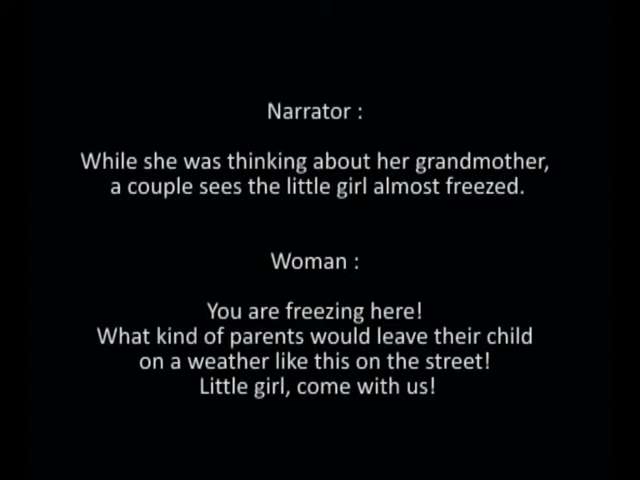 Narrator :
While she was thinking about her grandmother,
a couple sees the little girl almost freezed.
Woman :
You are freezing here!
What kind of parents would leave their child
on a weather like this on the street!
Little girl, come with us!